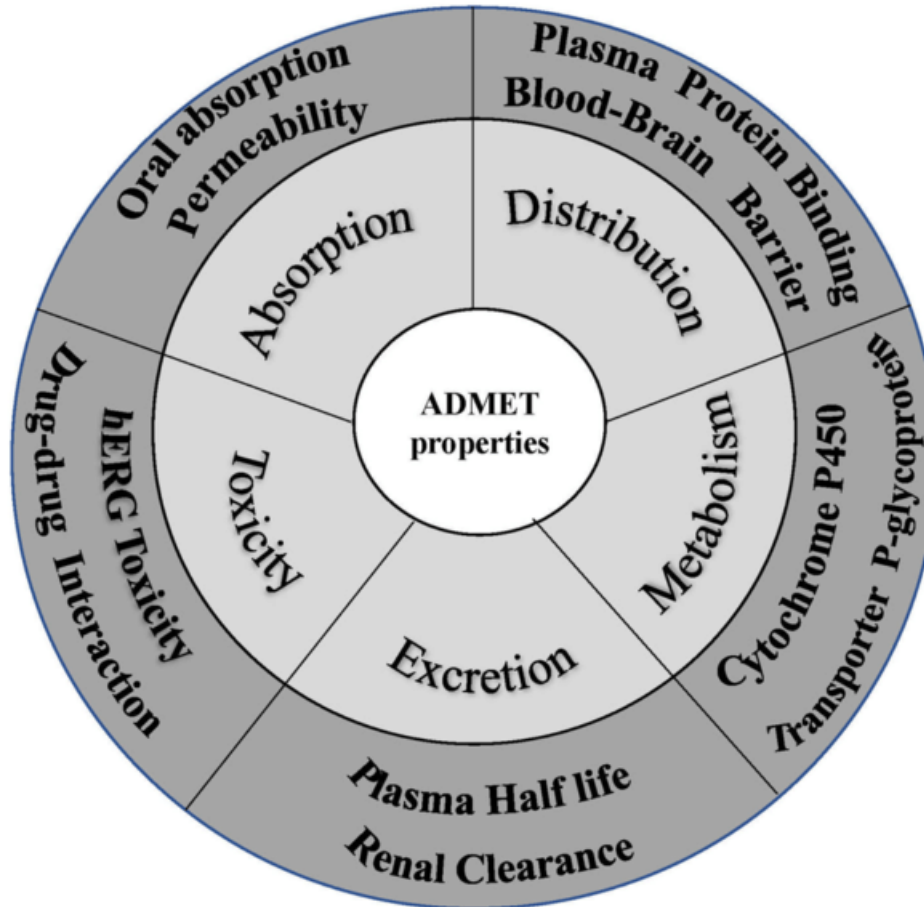 ADMET
properties
Absorption
Oral absorption
Permeability
Distribution
Plasma Protein Binding
Blood-Brain Barrier
Metabolism
Cytochrome P450
Transporter P-glycoprotein
Excretion
Plasma Half life
Renal Clearance
Toxicity
hERG Toxicity
Drug-drug Interaction